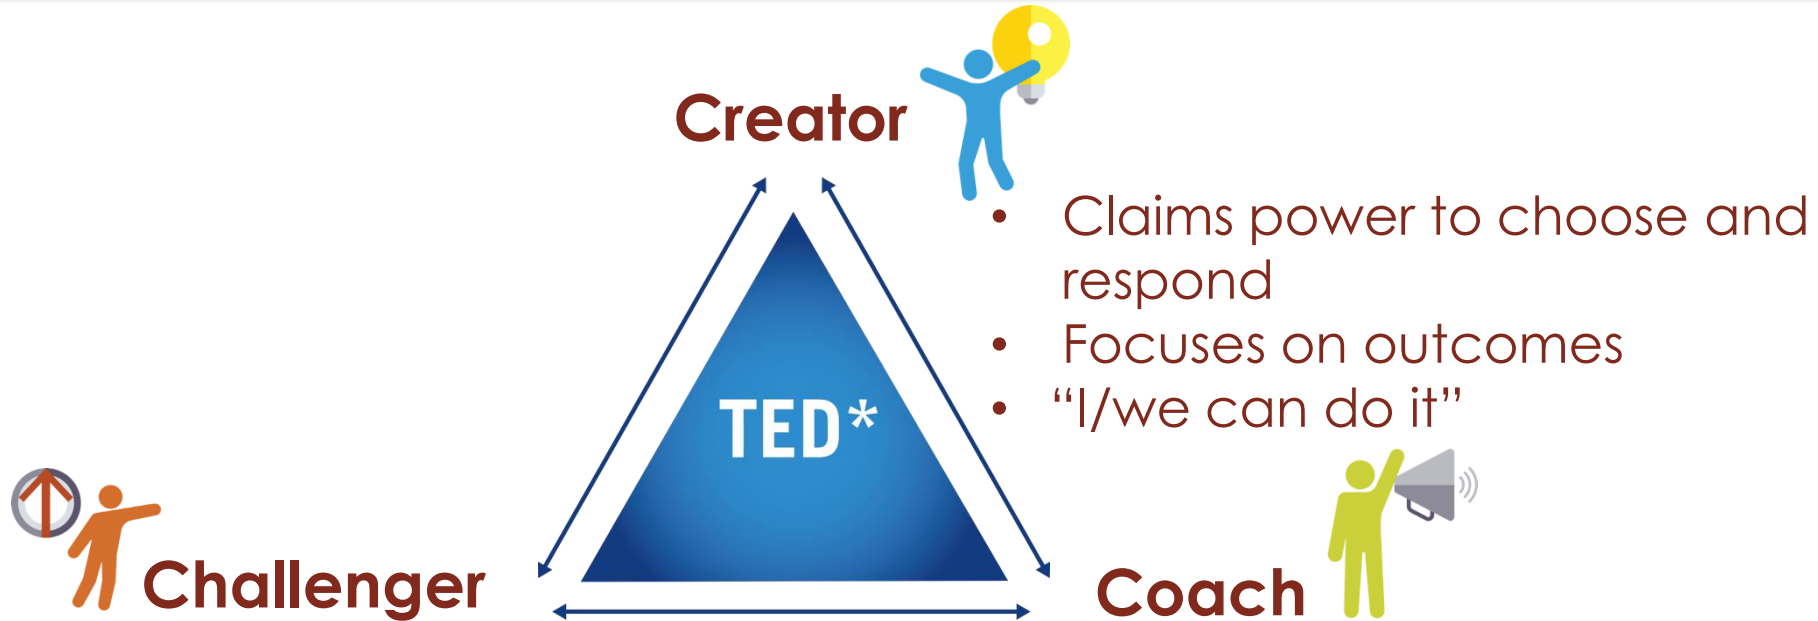 Creator
• Claims power to choose and
respond
• Focuses on outcomes
• “I/we can do it”
TED*
Challenger
Coach